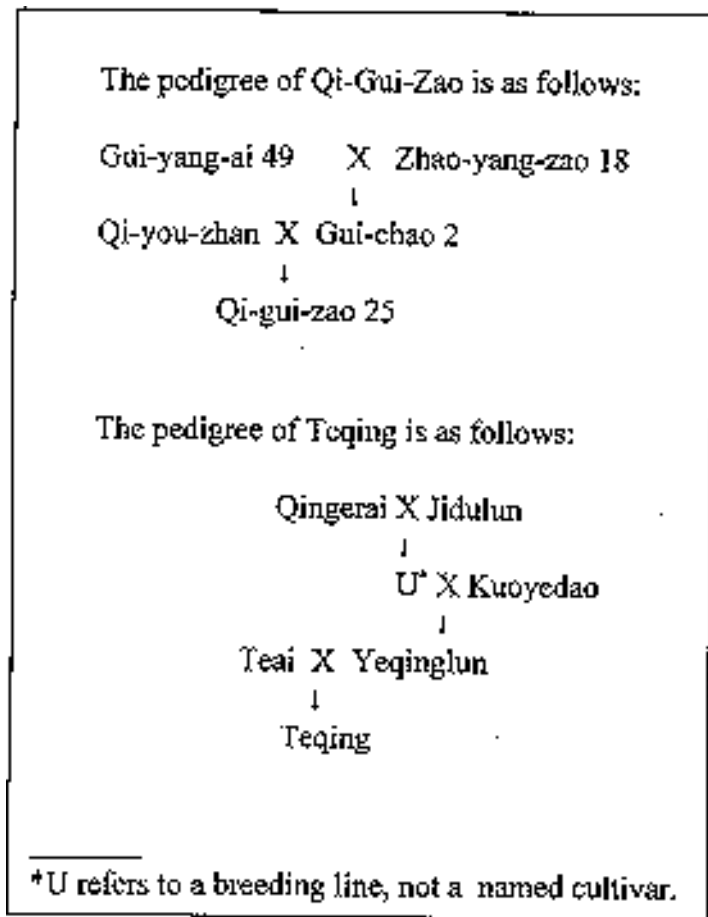 The pedigree of Qi-Gui-Zao is as follows:
Gui-yang-ai 49 X Zhao-yang-zao 18
↓
Qi-you-zhan X Gui-chao 2
↓
Qi-gui-zao 25
The pedigree of Teqing is as follows:
Qingerai X Jidulun
↓
U* X Kuoyedao
↓
Teai X Yeqinglun
↓
Teqing
*U refers to a breeding line, not a named cultivar.